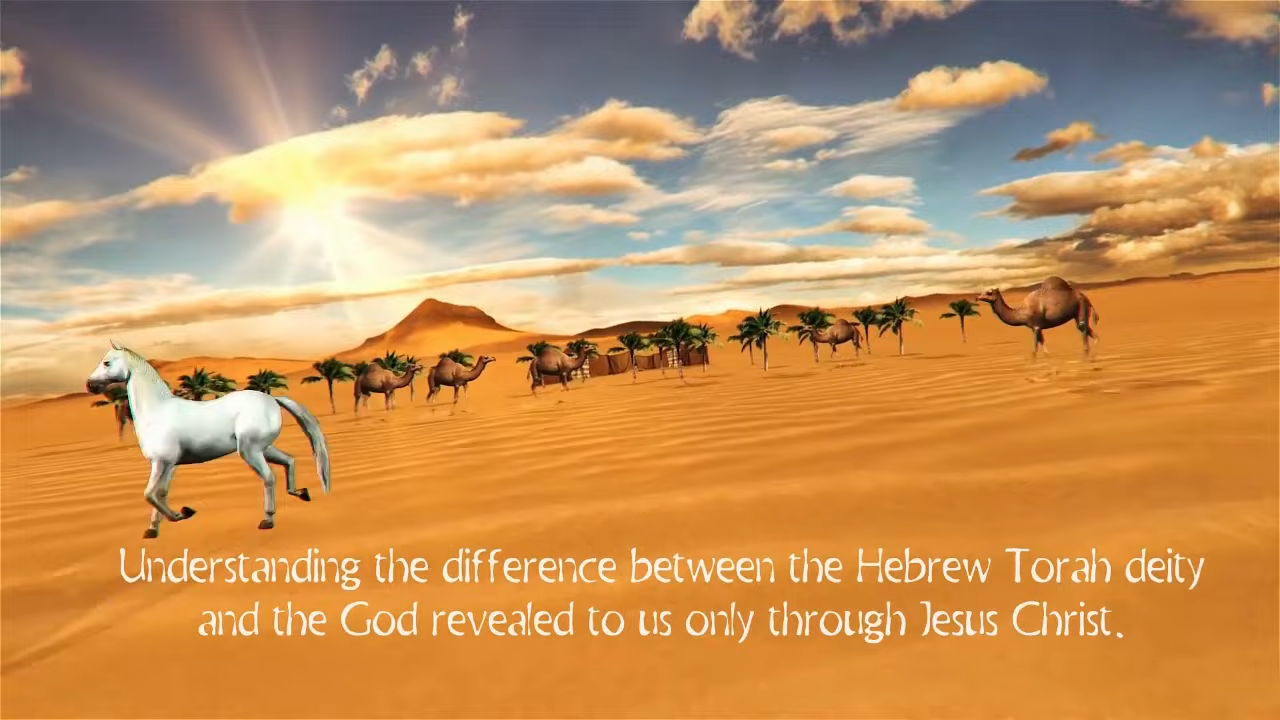 Understanding the difference between the Hebrew Torah deity
and the God revealed to us only through Jesus Christ.